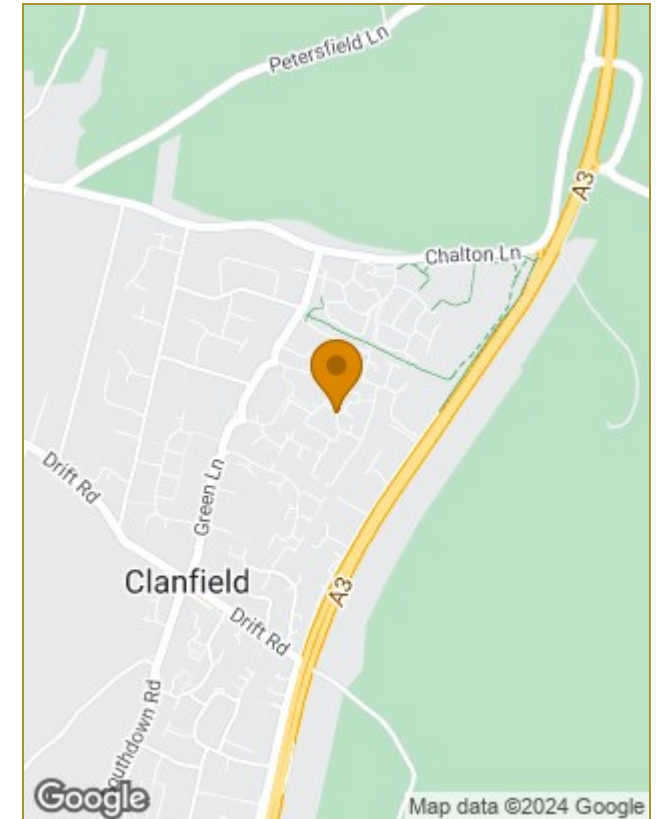 Petersfield Ln
A3
Chalton Ln
Drift Rd
Green Ln
Clanfield
A3
Drift Rd
outhdown Rd
Google
Map data ©2024 Google